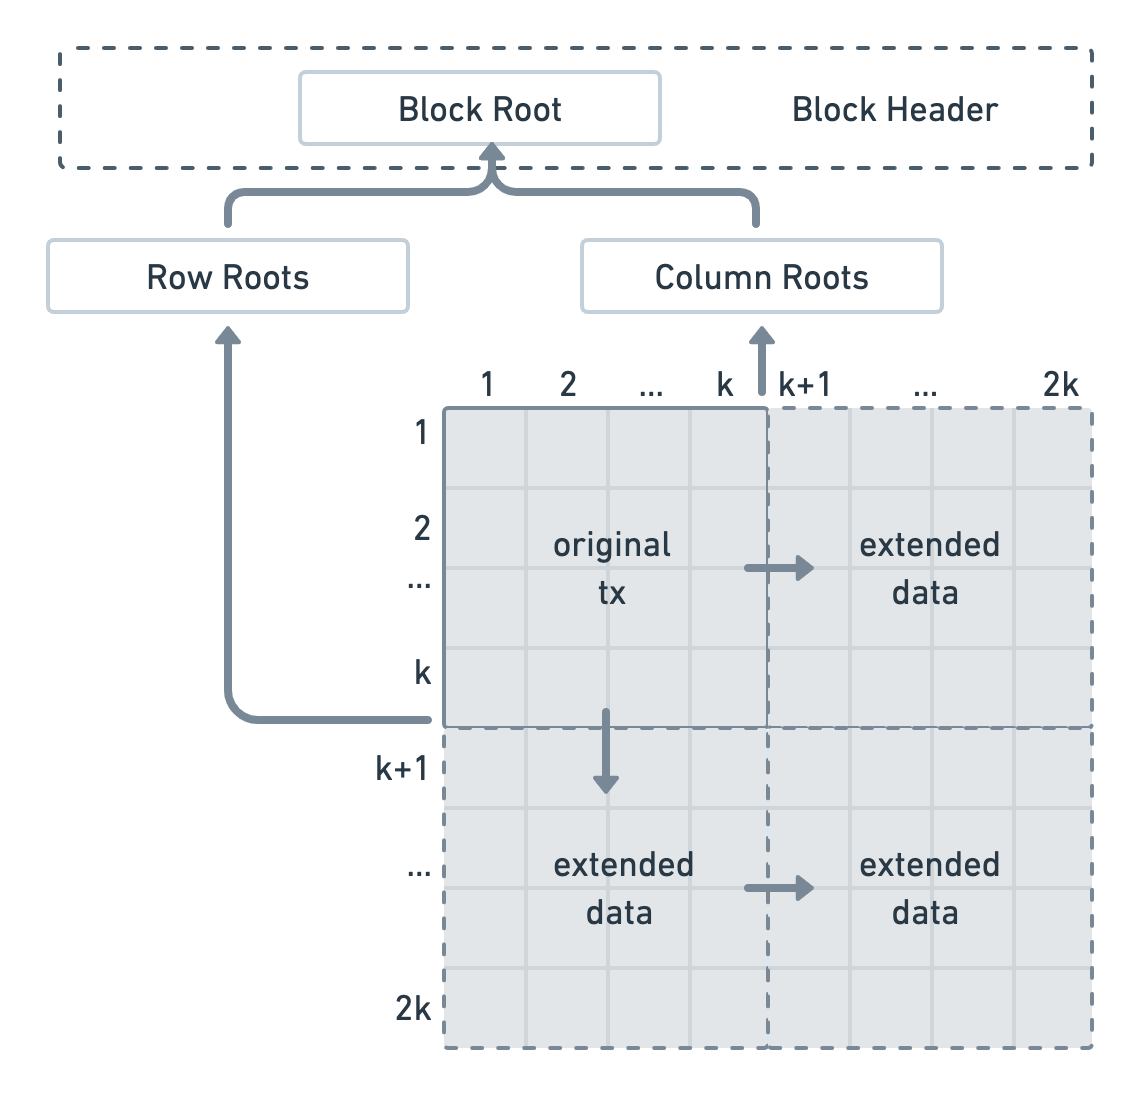 Block Root
Block Header
Row Roots
Column Roots
1 2 ... k k+1 ... 2k
1
2
...
k
k+1
...
2k
original
tx
extended
data
extended
data
extended
data